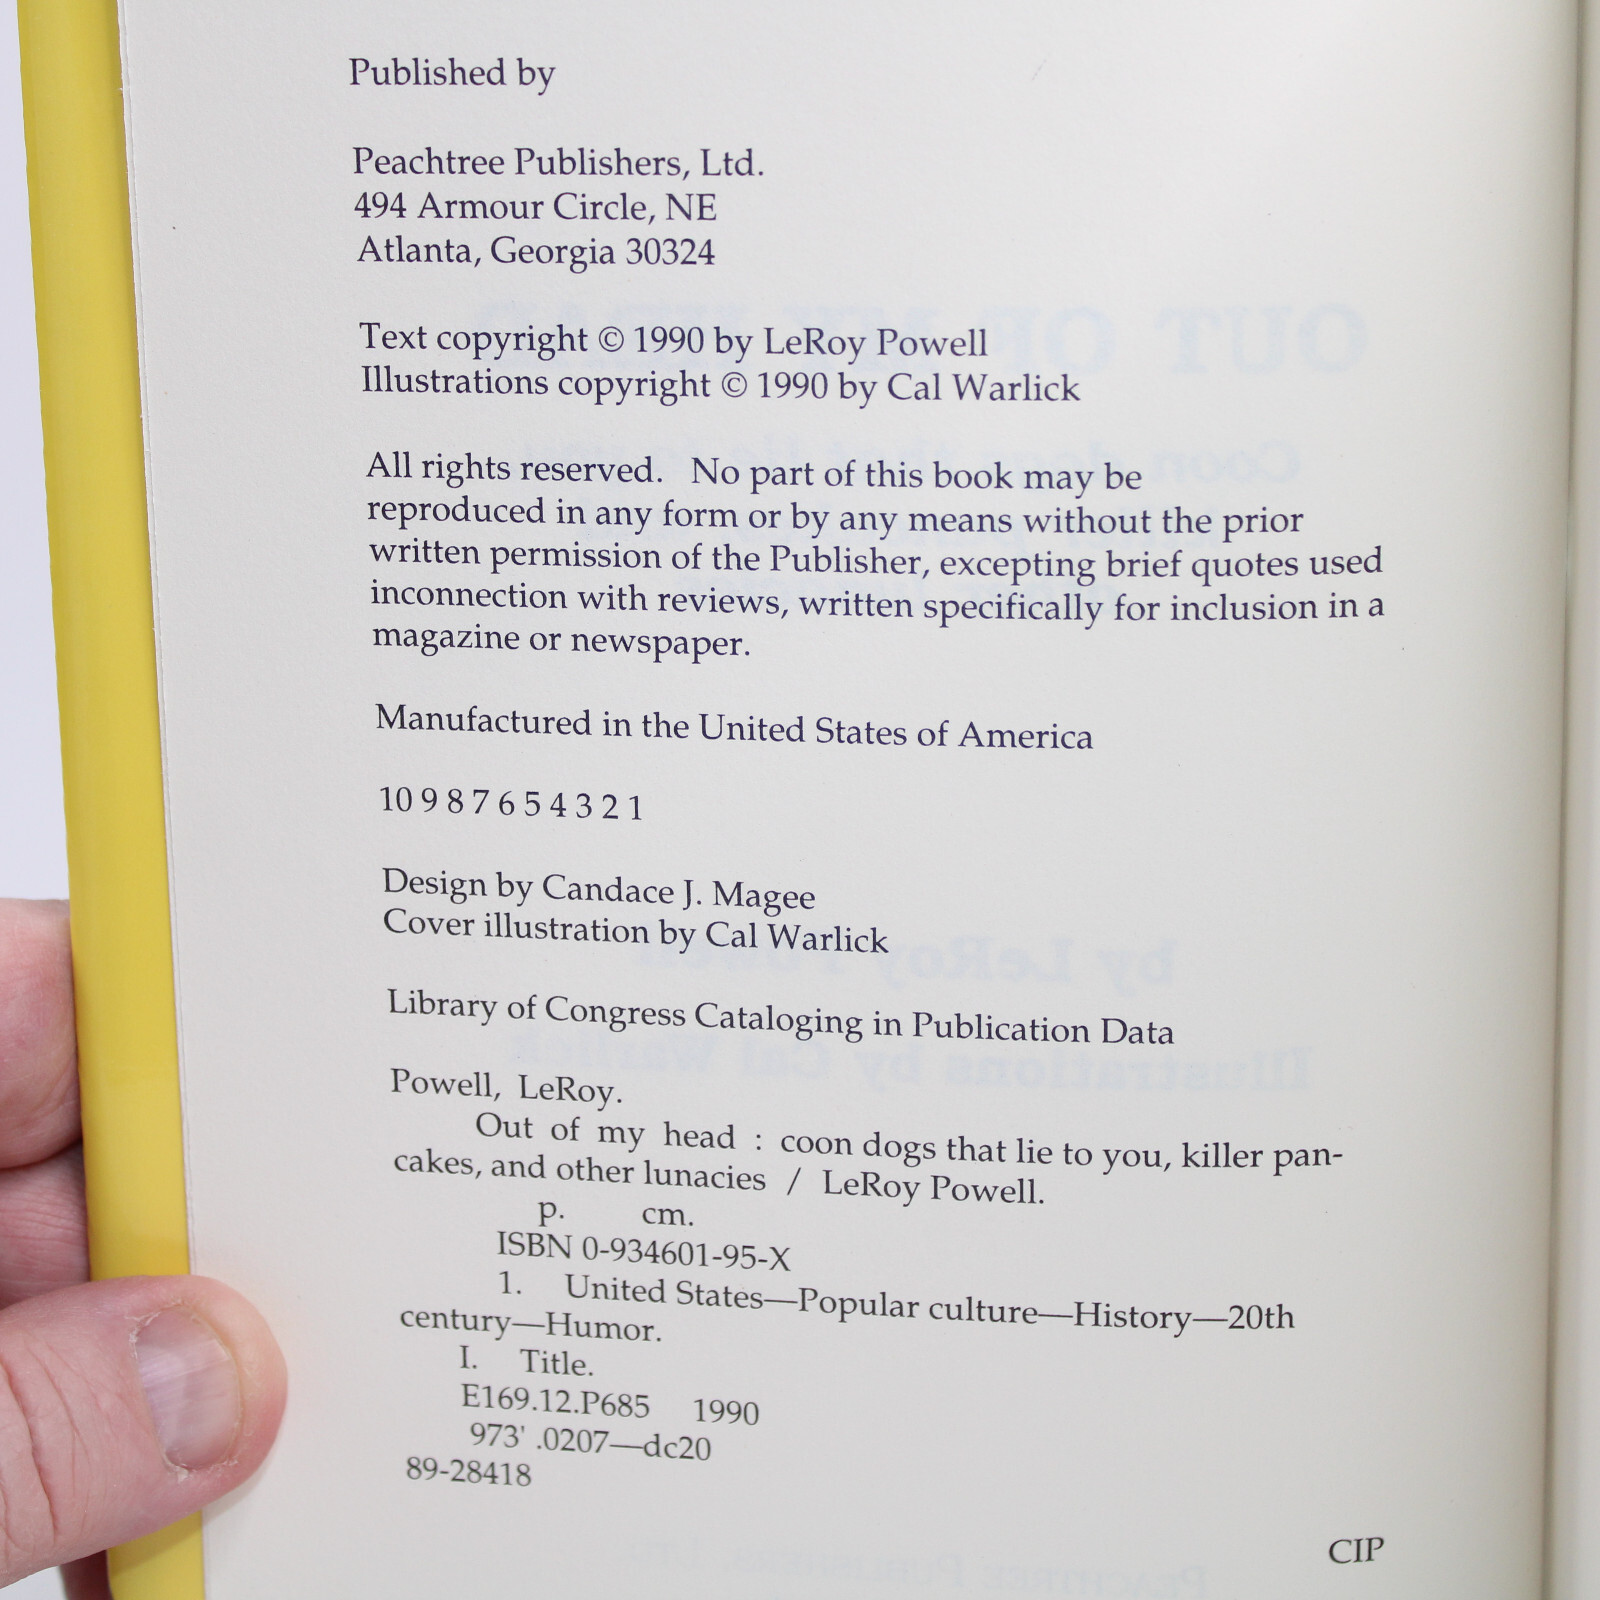 Published by
Peachtree Publishers, Ltd.
494 Armour Circle, NE
Atlanta, Georgia 30324
Text copyright © 1990 by LeRoy Powell
Illustrations copyright © 1990 by Cal Warlick
All rights reserved. No part of this book may be
reproduced in any form or by any means without the prior
written permission of the Publisher, excepting brief quotes used
inconnection with reviews, written specifically for inclusion in a
magazine or newspaper.
Manufactured in the United States of America
10 9 8 7 6 5 4 3 2 1
Design by Candace J. Magee
Cover illustration by Cal Warlick
Library of Congress Cataloging in Publication Data
Powell, LeRoy.
Out of my head : coon dogs that lie to you, killer pan-
cakes, and other lunacies / LeRoy Powell.
p. cm.
ISBN 0-934601-95-X
1. United States—Popular culture—History—20th
century—Humor.
I. Title.
E169.12.P685 1990
973' .0207—dc20
89-28418
CIP